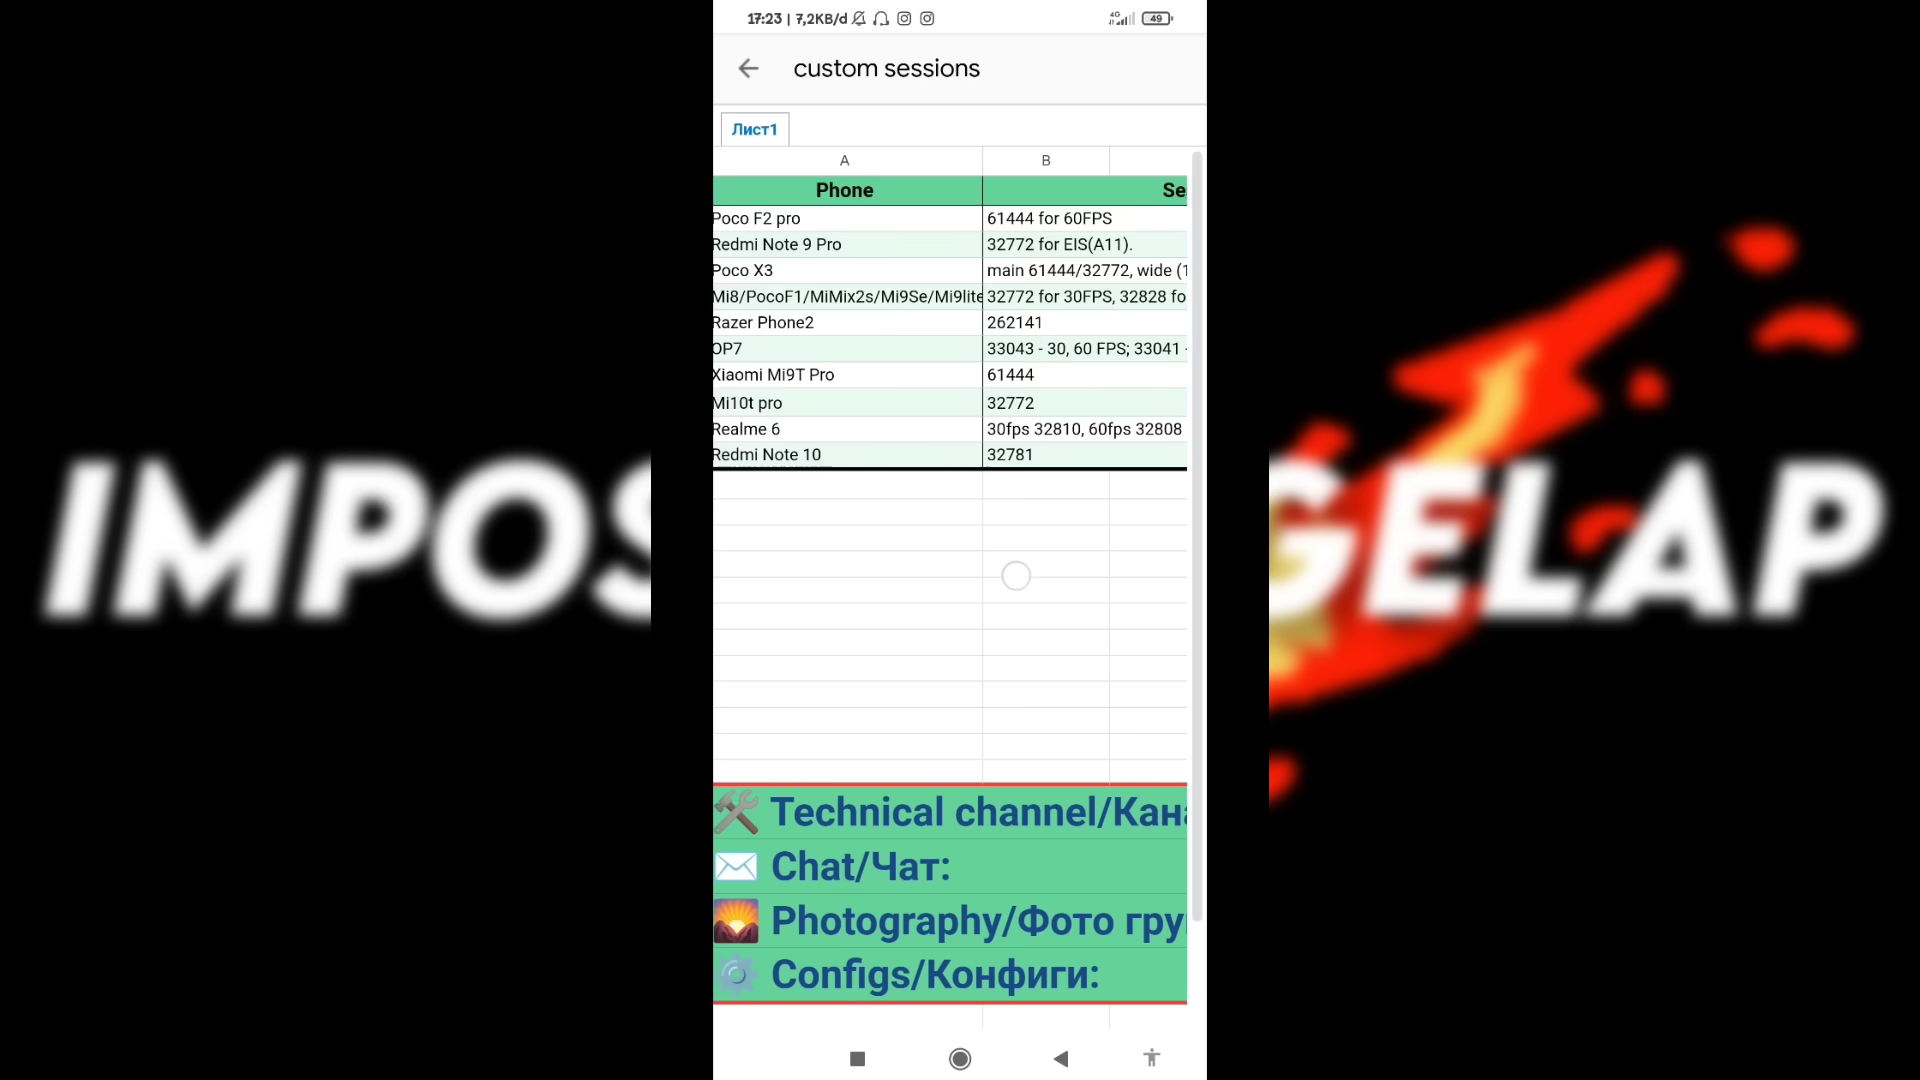 17:23 | 7,2KB/d
4G
49
custom sessions
Лист1
A B
Phone Se
Poco F2 pro 61444 for 60FPS
Redmi Note 9 Pro 32772 for EIS(A11).
Poco X3 main 61444/32772, wide (1
Mi8/PocoF1/MiMix2s/Mi9Se/Mi9lite 32772 for 30FPS, 32828 fo
Razer Phone2 262141
OP7 33043 - 30, 60 FPS; 33041 -
Xiaomi Mi9T Pro 61444
Mi10t pro 32772
Realme 6 30fps 32810, 60fps 32808
Redmi Note 10 32781
IMPOS GELAP
Technical channel/Кана
Chat/Чат:
Photography/Фото гру
Configs/Конфиги: